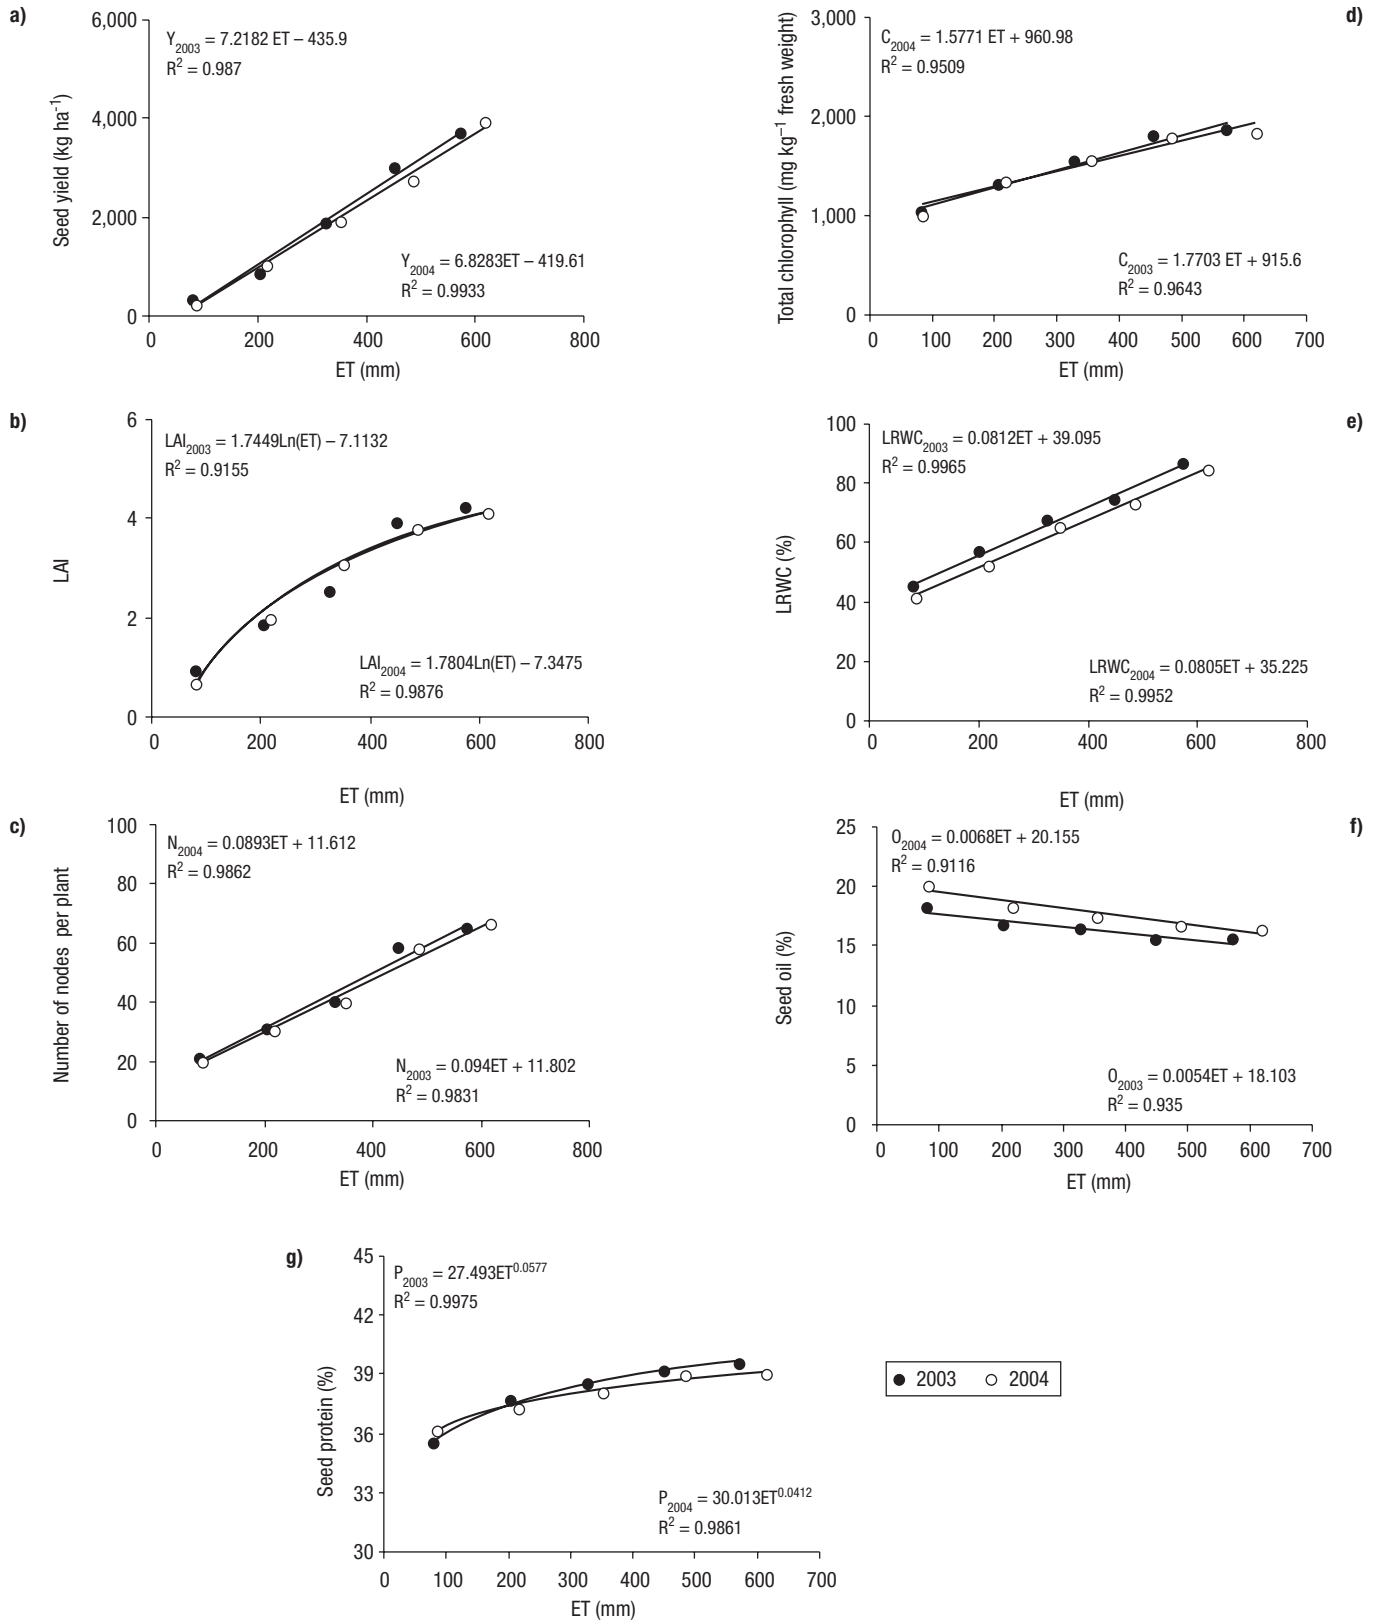 a)
6,000
4,000
2,000
0
Seed yield (kg ha⁻¹)
Y₂₀₀₃ = 7.2182 ET – 435.9
R² = 0.987
Y₂₀₀₄ = 6.8283ET – 419.61
R² = 0.9933
0 200 400 600 800
ET (mm)
d)
3,000
2,000
1,000
0
Total chlorophyll (mg kg⁻¹ fresh weight)
C₂₀₀₄ = 1.5771 ET + 960.98
R² = 0.9509
C₂₀₀₃ = 1.7703 ET + 915.6
R² = 0.9643
0 100 200 300 400 500 600 700
ET (mm)
b)
6
4
2
0
LAI
LAI₂₀₀₃ = 1.7449Ln(ET) – 7.1132
R² = 0.9155
LAI₂₀₀₄ = 1.7804Ln(ET) – 7.3475
R² = 0.9876
0 200 400 600 800
ET (mm)
e)
100
80
60
40
20
0
LRWC (%)
LRWC₂₀₀₃ = 0.0812ET + 39.095
R² = 0.9965
LRWC₂₀₀₄ = 0.0805ET + 35.225
R² = 0.9952
0 200 400 600 800
ET (mm)
c)
100
80
60
40
20
0
Number of nodes per plant
N₂₀₀₄ = 0.0893ET + 11.612
R² = 0.9862
N₂₀₀₃ = 0.094ET + 11.802
R² = 0.9831
0 200 400 600 800
ET (mm)
f)
25
20
15
10
5
0
Seed oil (%)
O₂₀₀₄ = 0.0068ET + 20.155
R² = 0.9116
O₂₀₀₃ = 0.0054ET + 18.103
R² = 0.935
0 100 200 300 400 500 600 700
ET (mm)
g)
45
42
39
36
33
30
Seed protein (%)
P₂₀₀₃ = 27.493ET⁰·⁰⁵⁷⁷
R² = 0.9975
P₂₀₀₄ = 30.013ET⁰·⁰⁴¹²
R² = 0.9861
0 100 200 300 400 500 600 700
ET (mm)
2003 2004